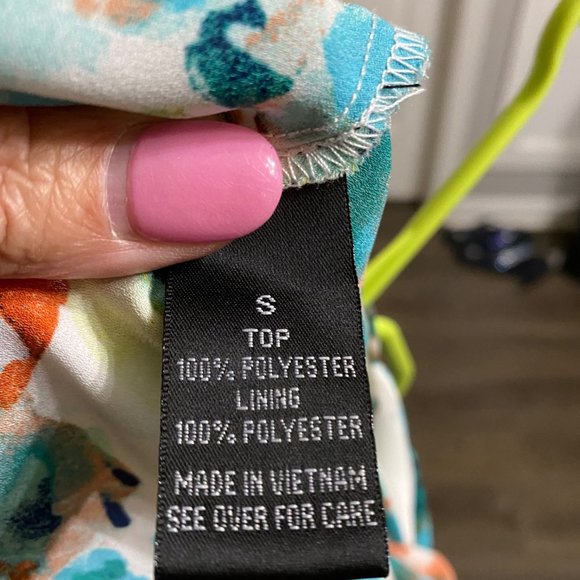 S
TOP
100% POLYESTER
LINING
100% POLYESTER
MADE IN VIETNAM
SEE OVER FOR CARE